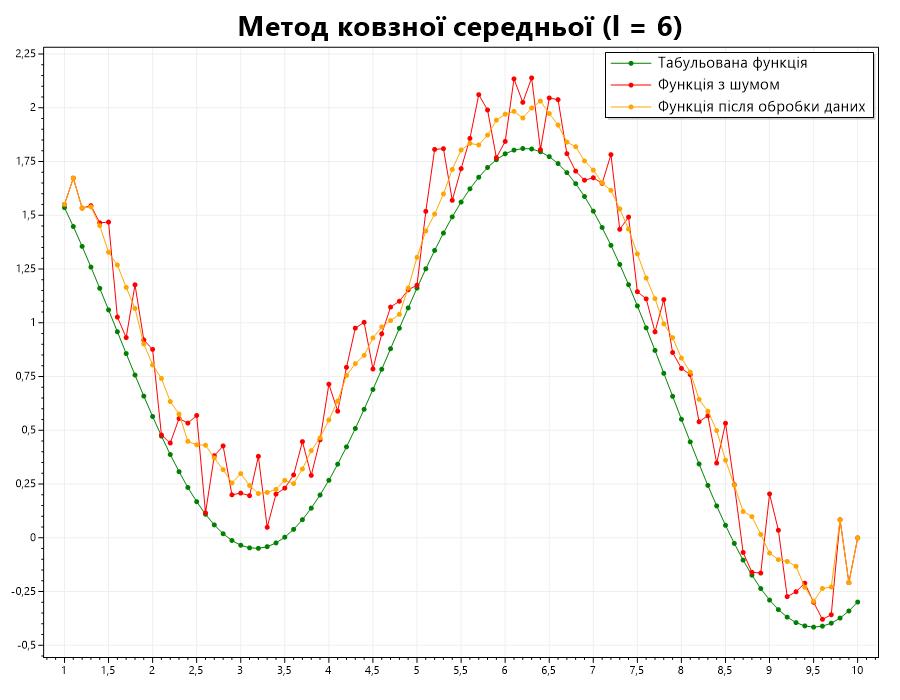 Метод ковзної середньої (l = 6)
Табульована функція
Функція з шумом
Функція після обробки даних
2,25
2
1,75
1,5
1,25
1
0,75
0,5
0,25
0
-0,25
-0,5
1 1,5 2 2,5 3 3,5 4 4,5 5 5,5 6 6,5 7 7,5 8 8,5 9 9,5 10